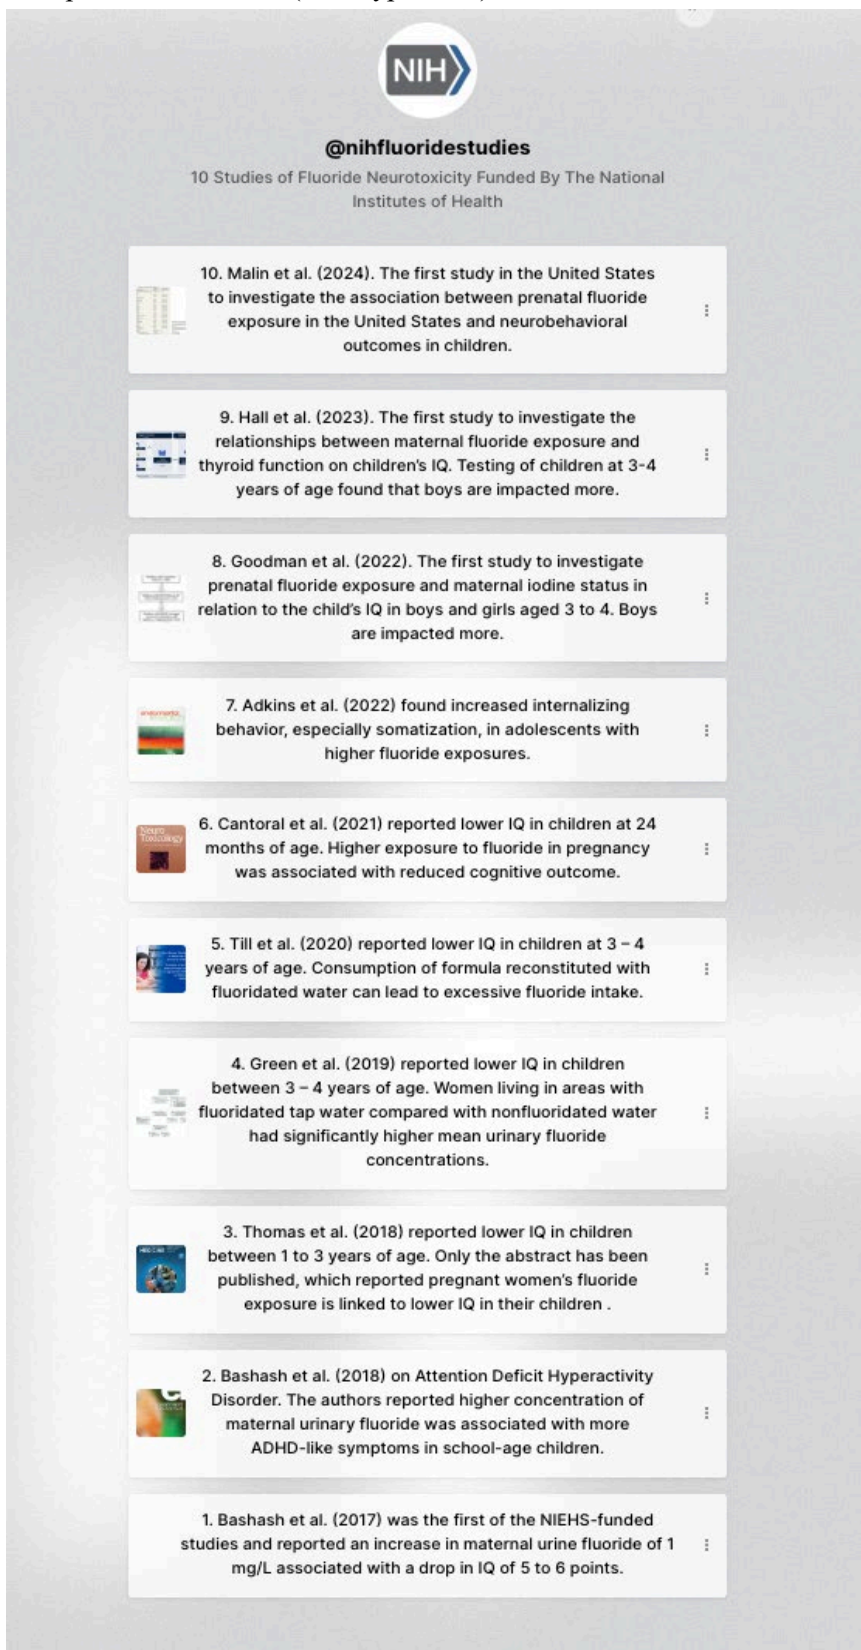 NIH
@nihfluoridestudies
10 Studies of Fluoride Neurotoxicity Funded By The National
Institutes of Health
10. Malin et al. (2024). The first study in the United States
to investigate the association between prenatal fluoride
exposure in the United States and neurobehavioral
outcomes in children.
9. Hall et al. (2023). The first study to investigate the
relationships between maternal fluoride exposure and
thyroid function on children's IQ. Testing of children at 3-4
years of age found that boys are impacted more.
8. Goodman et al. (2022). The first study to investigate
prenatal fluoride exposure and maternal iodine status in
relation to the child's IQ in boys and girls aged 3 to 4. Boys
are impacted more.
7. Adkins et al. (2022) found increased internalizing
behavior, especially somatization, in adolescents with
higher fluoride exposures.
Neuro
Toxicology
6. Cantoral et al. (2021) reported lower IQ in children at 24
months of age. Higher exposure to fluoride in pregnancy
was associated with reduced cognitive outcome.
5. Till et al. (2020) reported lower IQ in children at 3 – 4
years of age. Consumption of formula reconstituted with
fluoridated water can lead to excessive fluoride intake.
4. Green et al. (2019) reported lower IQ in children
between 3 – 4 years of age. Women living in areas with
fluoridated tap water compared with nonfluoridated water
had significantly higher mean urinary fluoride
concentrations.
3. Thomas et al. (2018) reported lower IQ in children
between 1 to 3 years of age. Only the abstract has been
published, which reported pregnant women's fluoride
exposure is linked to lower IQ in their children .
2. Bashash et al. (2018) on Attention Deficit Hyperactivity
Disorder. The authors reported higher concentration of
maternal urinary fluoride was associated with more
ADHD-like symptoms in school-age children.
1. Bashash et al. (2017) was the first of the NIEHS-funded
studies and reported an increase in maternal urine fluoride of 1
mg/L associated with a drop in IQ of 5 to 6 points.